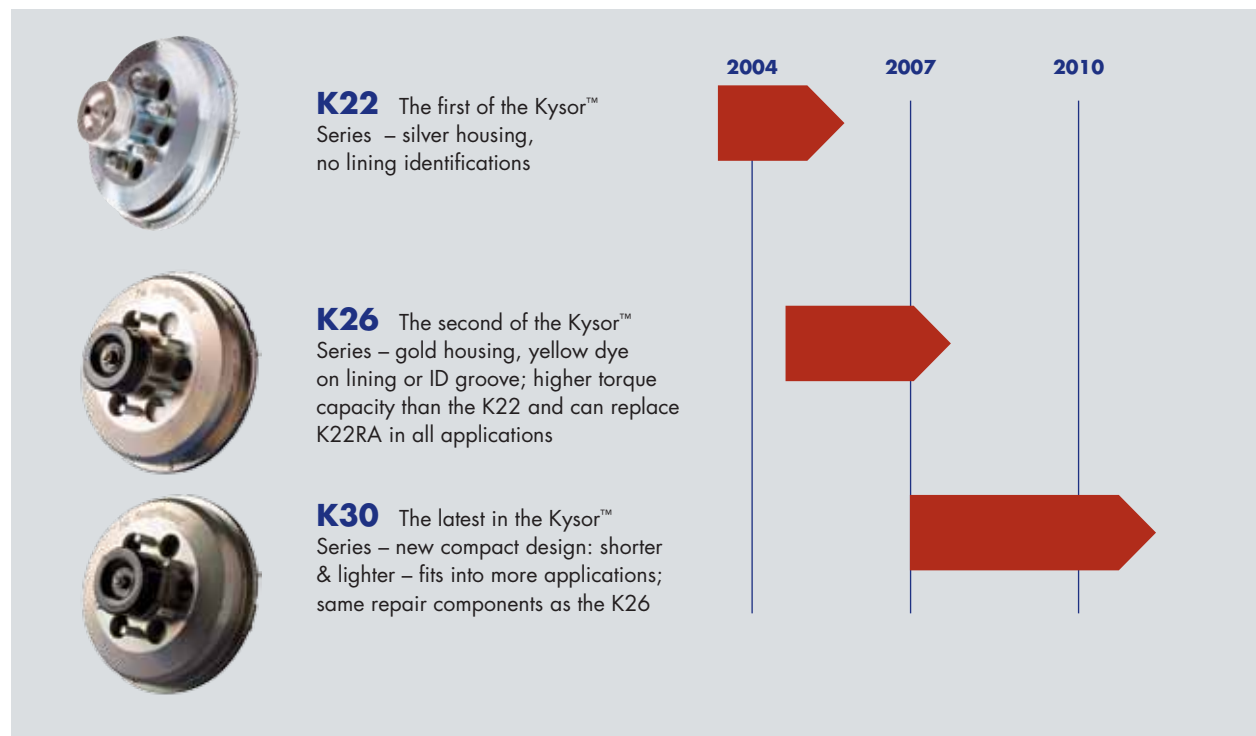 2004 2007 2010
K22 The first of the Kysor™
Series – silver housing,
no lining identifications
K26 The second of the Kysor™
Series – gold housing, yellow dye
on lining or ID groove; higher torque
capacity than the K22 and can replace
K22RA in all applications
K30 The latest in the Kysor™
Series – new compact design: shorter
& lighter – fits into more applications;
same repair components as the K26